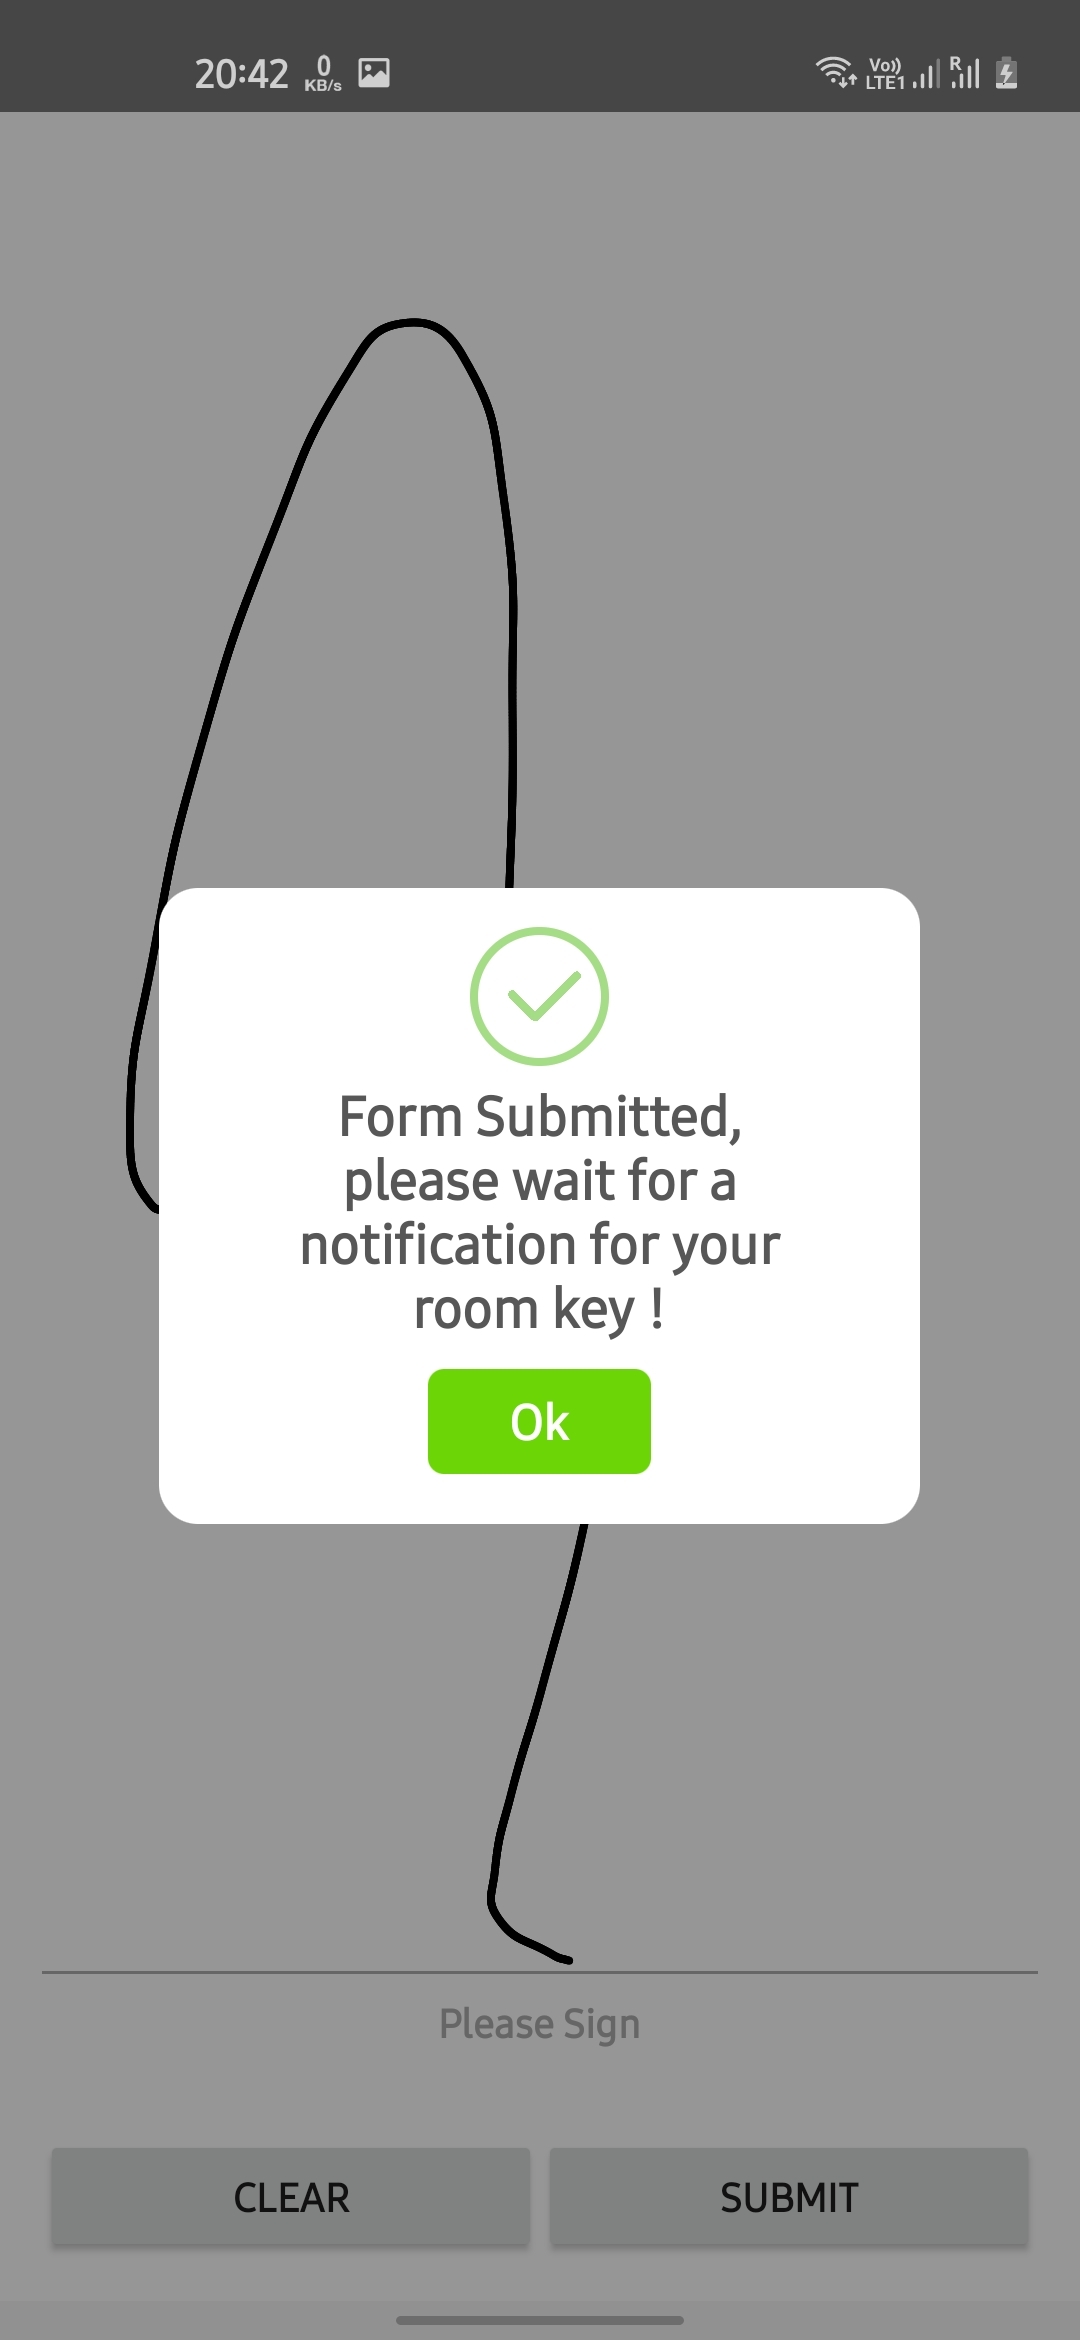 20:42 0 KB/s Vo)) LTE1 R
Form Submitted,
please wait for a
notification for your
room key !
Ok
Please Sign
CLEAR SUBMIT